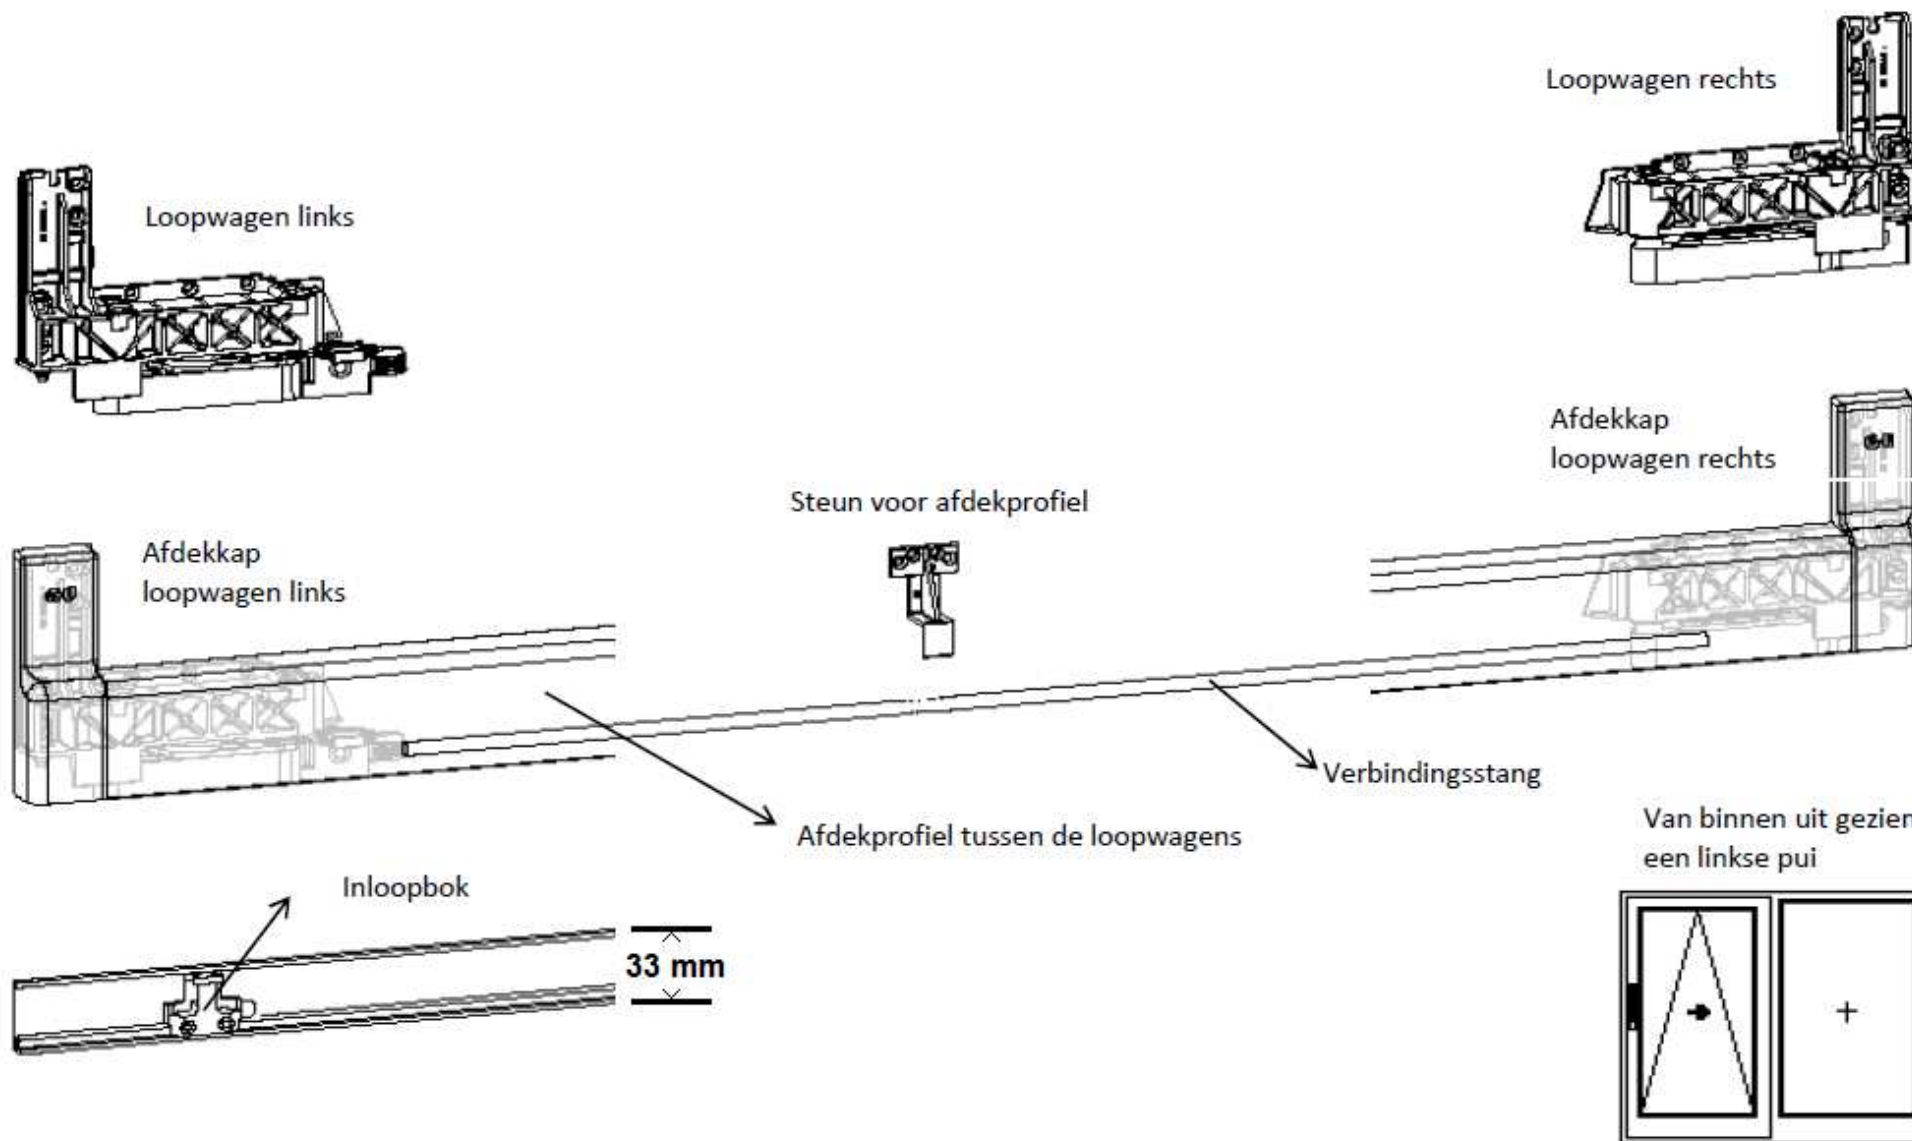 Loopwagen rechts
Loopwagen links
Afdekkap
loopwagen rechts
Steun voor afdekprofiel
Afdekkap
loopwagen links
Verbindingsstang
Afdekprofiel tussen de loopwagens
Van binnen uit gezien
een linkse pui
Inloopbok
33 mm